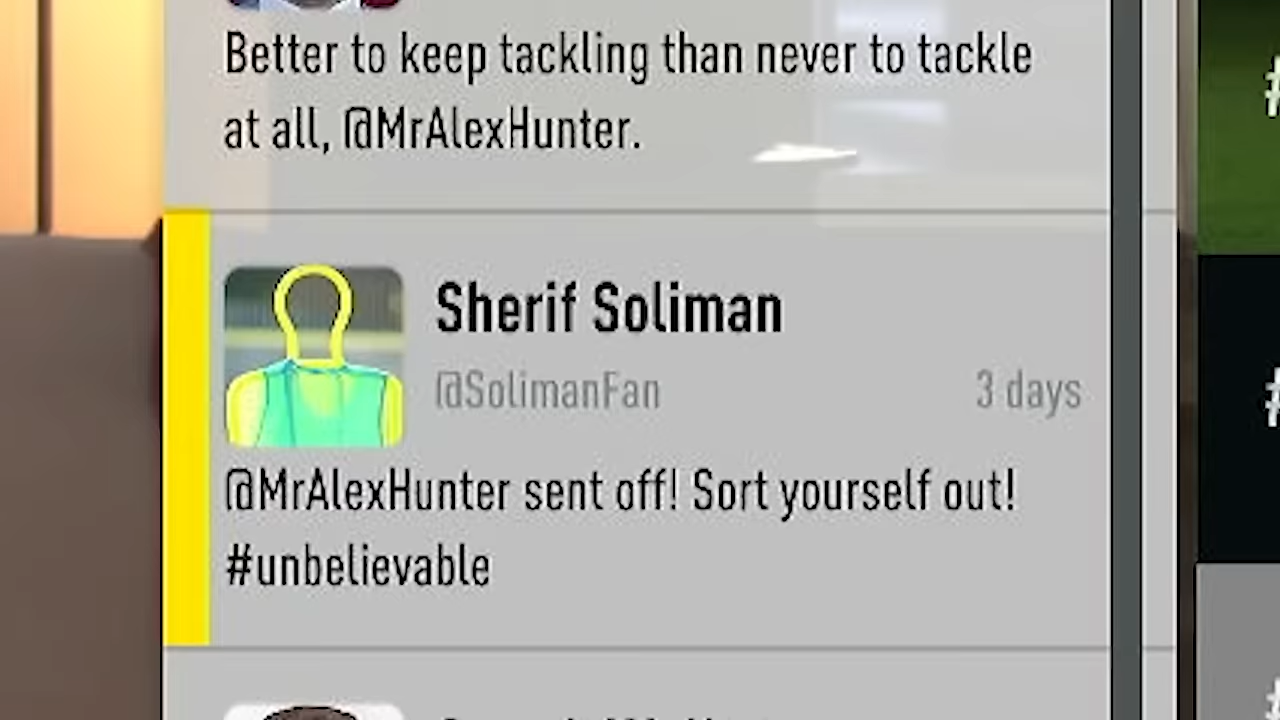 Better to keep tackling than never to tackle
at all, @MrAlexHunter.
Sherif Soliman
@SolimanFan
3 days
@MrAlexHunter sent off! Sort yourself out!
#unbelievable
#
#
#